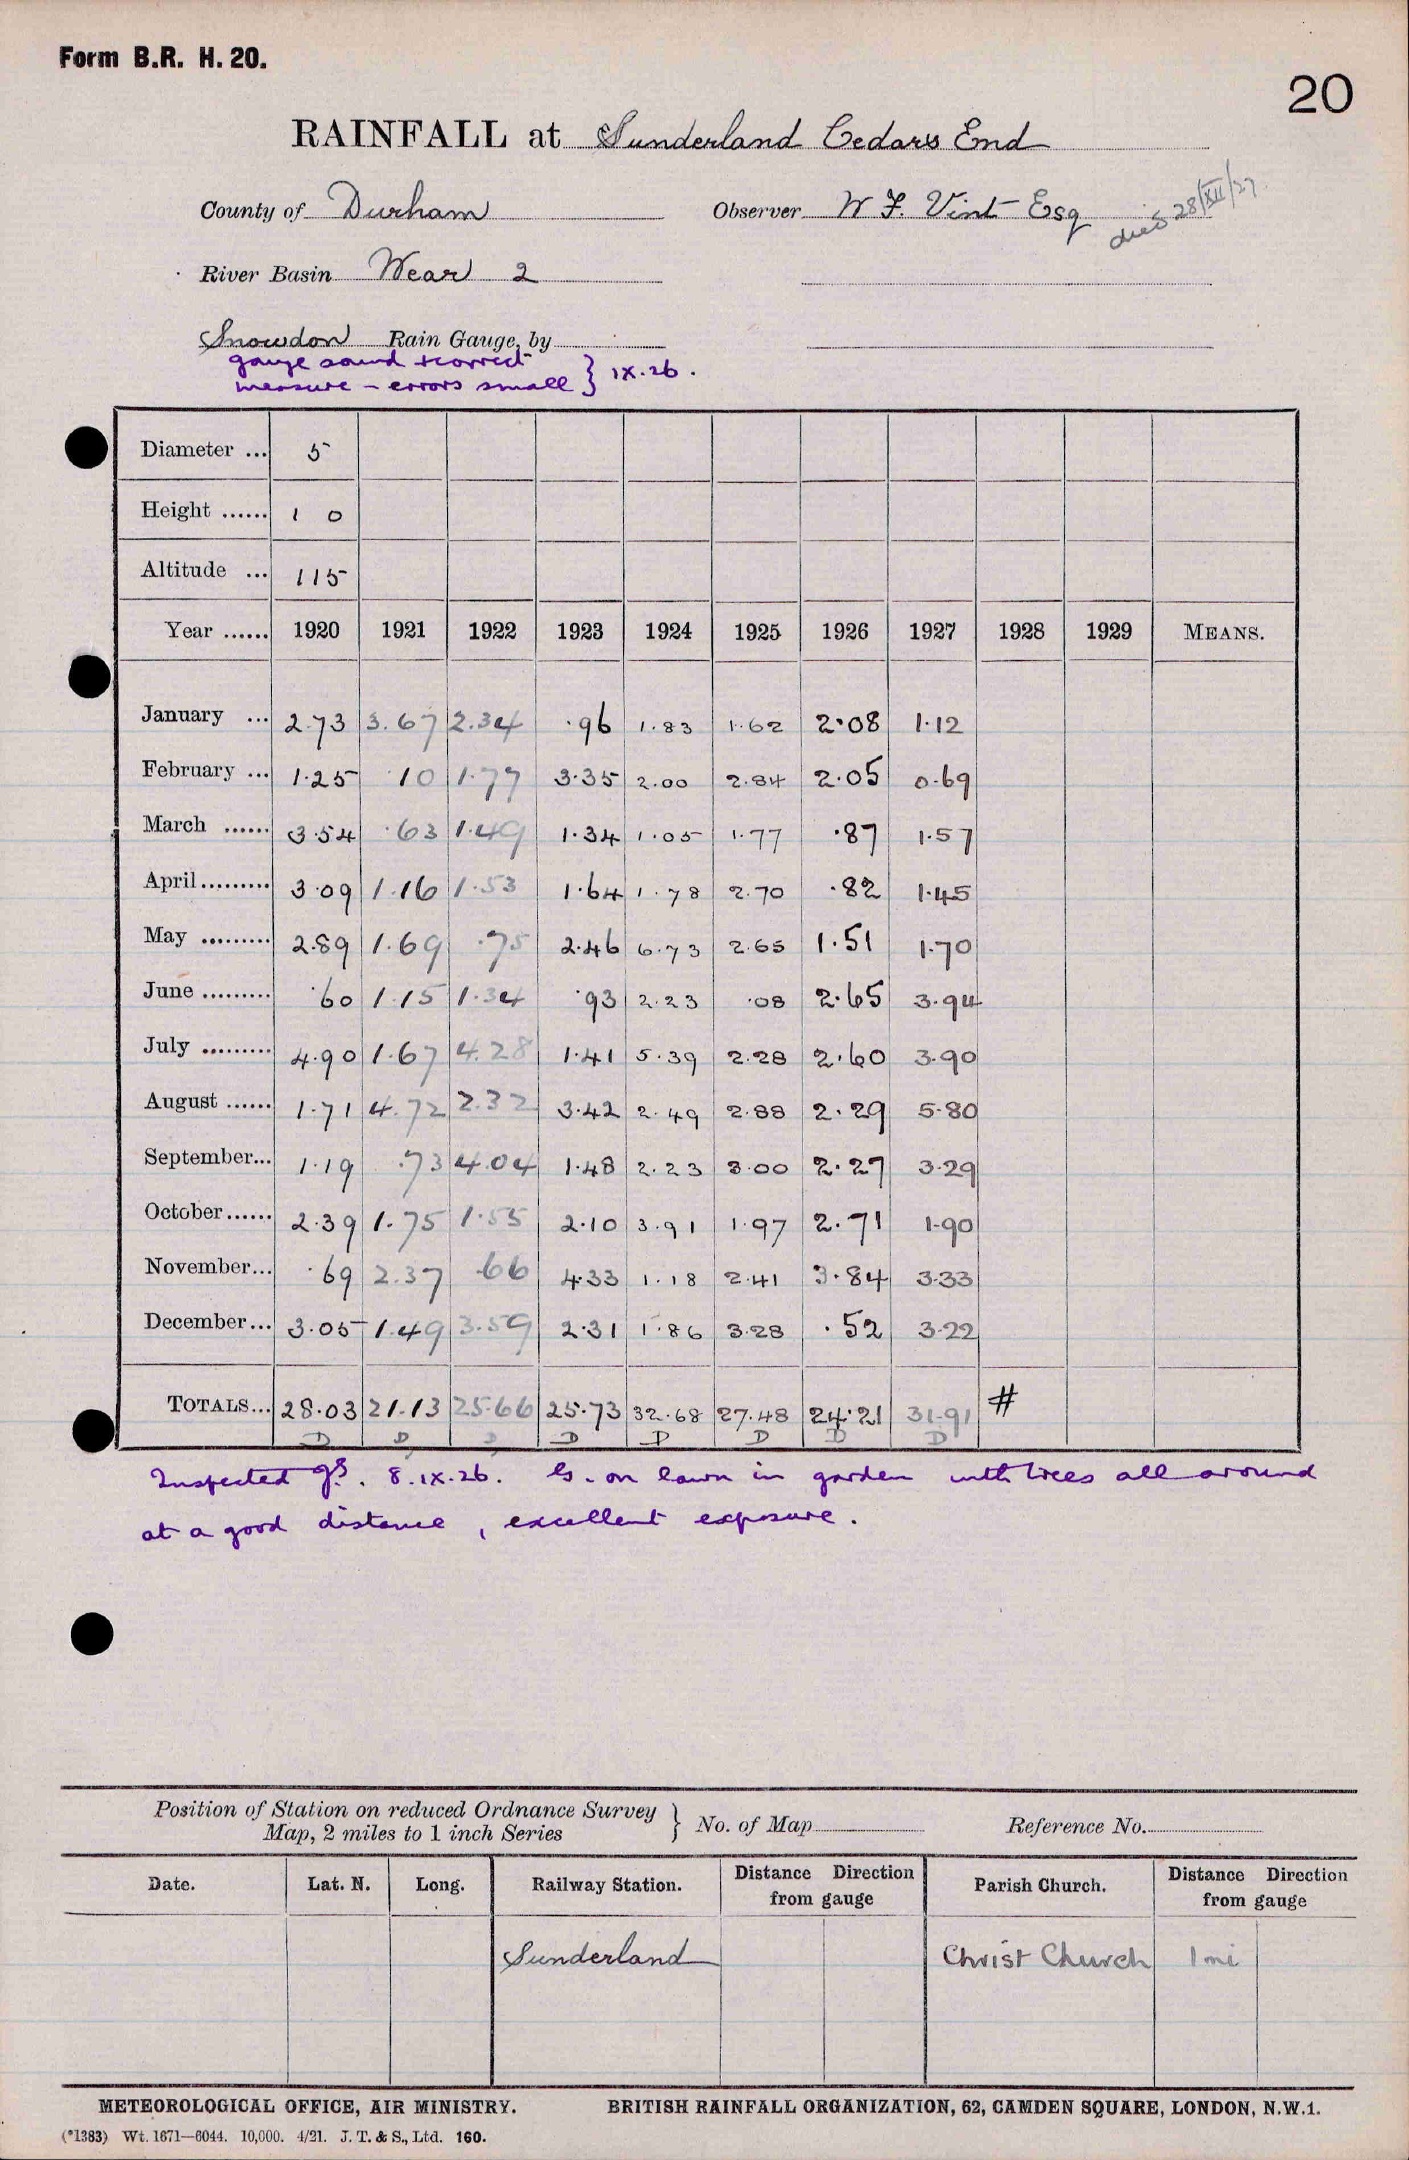 Form B.R. H. 20.
20
RAINFALL at Sunderland Cedars End
County of Durham Observer W F. Vint Esq died 28/XII/27.
River Basin Wear 2
Snowdon Rain Gauge, by
gauge sound & correct
measure - errors small } IX.26.
Diameter ... 5
Height ...... 1 0
Altitude ... 115
Year ...... 1920 1921 1922 1923 1924 1925 1926 1927 1928 1929 MEANS.
January ... 2.73 3.67 2.34 .96 1.83 1.62 2.08 1.12
February ... 1.25 .10 1.77 3.35 2.00 2.84 2.05 0.69
March ...... 3.54 .63 1.49 1.34 1.05 1.77 .87 1.57
April......... 3.09 1.16 1.53 1.64 1.78 2.70 .82 1.45
May ......... 2.89 1.69 .75 2.46 6.73 2.65 1.51 1.70
June ......... .60 1.15 1.34 .93 2.23 .08 2.65 3.94
July ......... 4.90 1.67 4.28 1.41 5.39 2.28 2.60 3.90
August ...... 1.71 4.72 2.32 3.42 2.49 2.88 2.29 5.80
September... 1.19 .73 4.04 1.48 2.23 3.00 2.27 3.29
October...... 2.39 1.75 1.55 2.10 3.91 1.97 2.71 1.90
November... .69 2.37 .66 4.33 1.18 2.41 3.84 3.33
December... 3.05 1.49 3.59 2.31 1.86 3.28 .52 3.22
TOTALS... 28.03 21.13 25.66 25.73 32.68 27.48 24.21 31.91 #
D D D D D D D D
Inspected 8.IX.26. G. on lawn in garden with trees all around
at a good distance, excellent exposure.
Position of Station on reduced Ordnance Survey
Map, 2 miles to 1 inch Series } No. of Map Reference No.
Date. Lat. N. Long. Railway Station. Distance Direction from gauge Parish Church. Distance Direction from gauge
Sunderland Christ Church 1 mi
METEOROLOGICAL OFFICE, AIR MINISTRY. BRITISH RAINFALL ORGANIZATION, 62, CAMDEN SQUARE, LONDON, N.W.1.
(*1383) Wt. 1671—6044. 10,000. 4/21. J. T. & S., Ltd. 160.